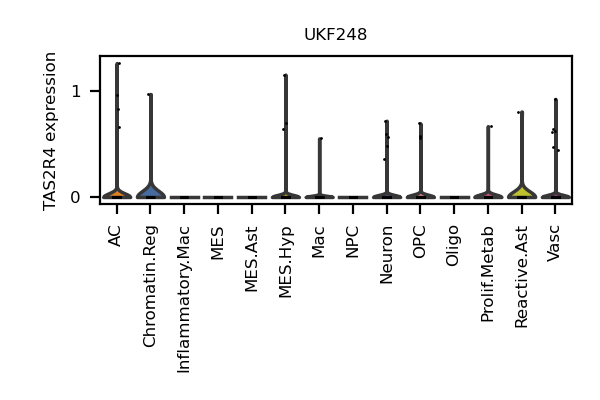 UKF248
TAS2R4 expression
1
0
AC
Chromatin.Reg
Inflammatory.Mac
MES
MES.Ast
MES.Hyp
Mac
NPC
Neuron
OPC
Oligo
Prolif.Metab
Reactive.Ast
Vasc